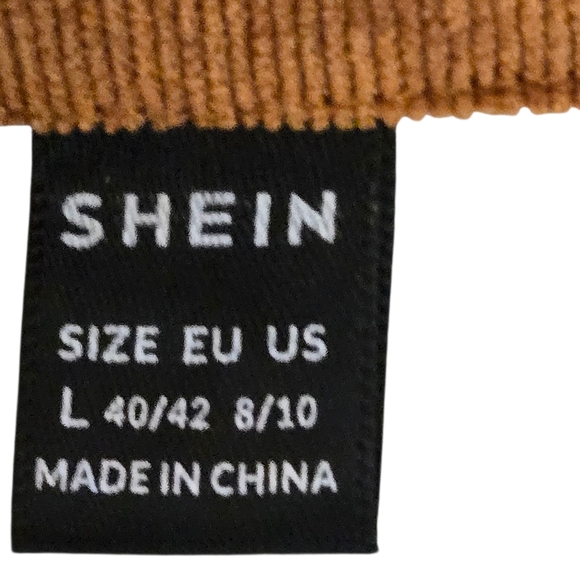 SHEIN
SIZE EU US
L 40/42 8/10
MADE IN CHINA